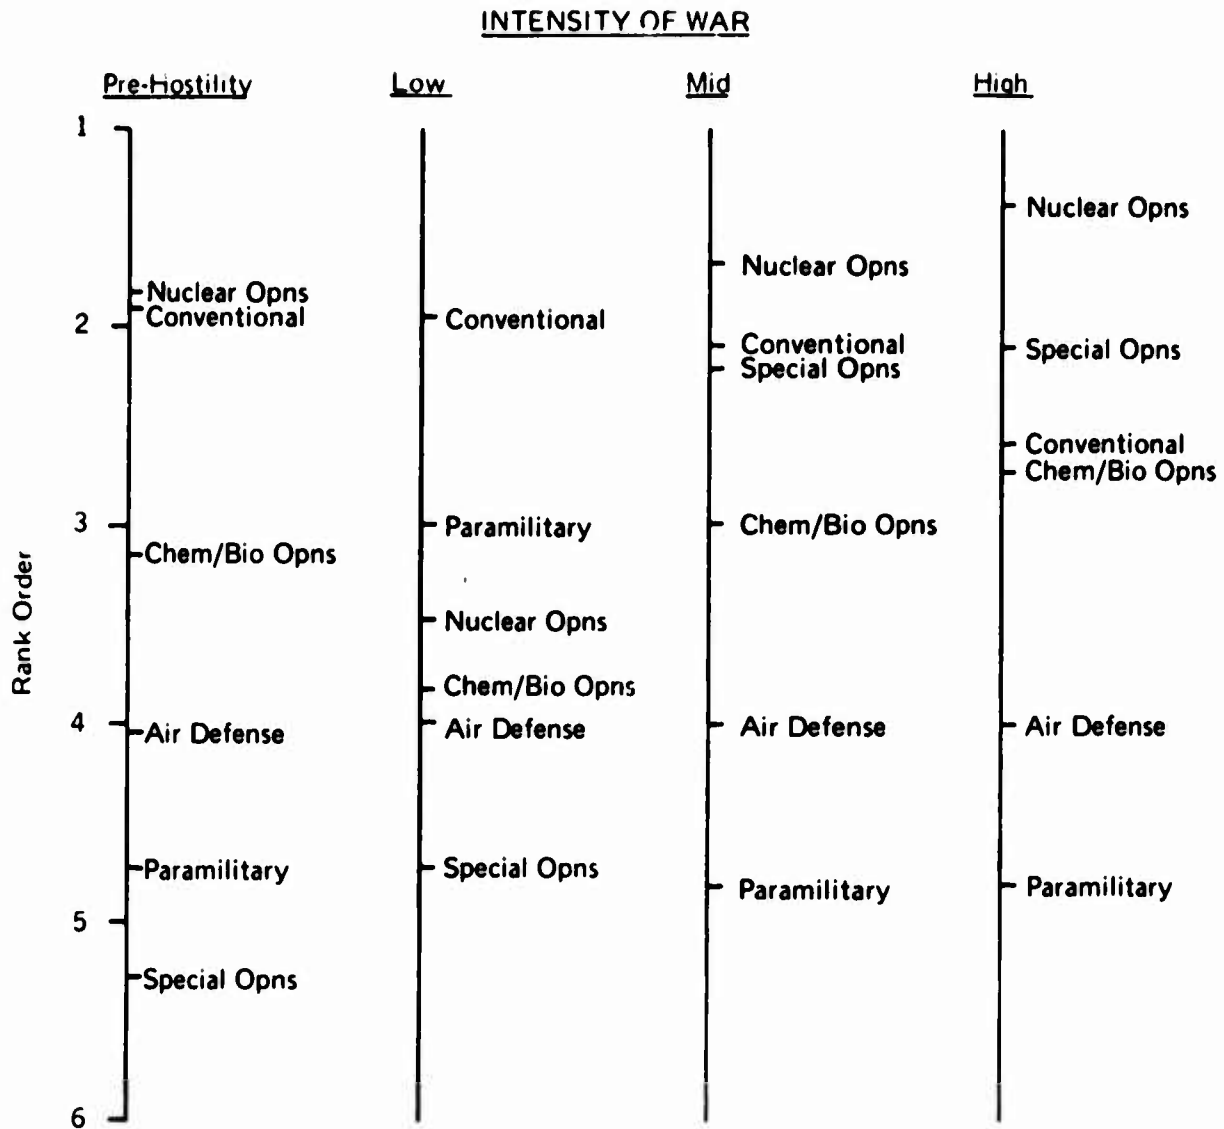 INTENSITY OF WAR
Pre-Hostility Low Mid High
1
Nuclear Opns
Nuclear Opns
Nuclear Opns
Conventional
2
Conventional
Conventional
Special Opns
Special Opns
Conventional
Chem/Bio Opns
3
Paramilitary
Chem/Bio Opns
Chem/Bio Opns
Rank Order
Nuclear Opns
Chem/Bio Opns
4
Air Defense
Air Defense
Air Defense
Air Defense
Paramilitary
Special Opns
Paramilitary
Paramilitary
5
Special Opns
6